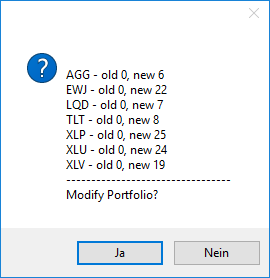 AGG - old 0, new 6
EWJ - old 0, new 22
LQD - old 0, new 7
TLT - old 0, new 8
XLP - old 0, new 25
XLU - old 0, new 24
XLV - old 0, new 19
---------------------------------
Modify Portfolio?
Ja Nein